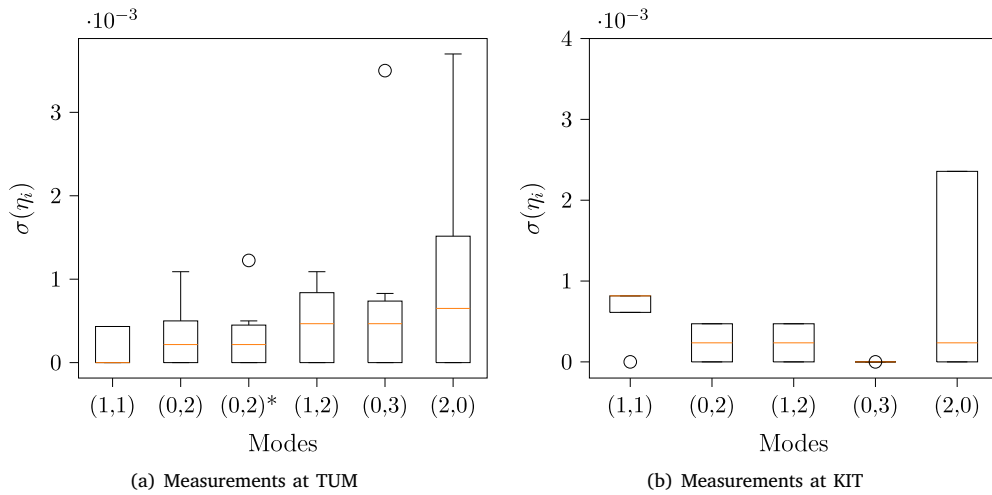 ·10⁻³
3
2
1
0
σ(η_i)
(1,1) (0,2) (0,2)* (1,2) (0,3) (2,0)
Modes
(a) Measurements at TUM
·10⁻³
4
3
2
1
0
σ(η_i)
(1,1) (0,2) (1,2) (0,3) (2,0)
Modes
(b) Measurements at KIT